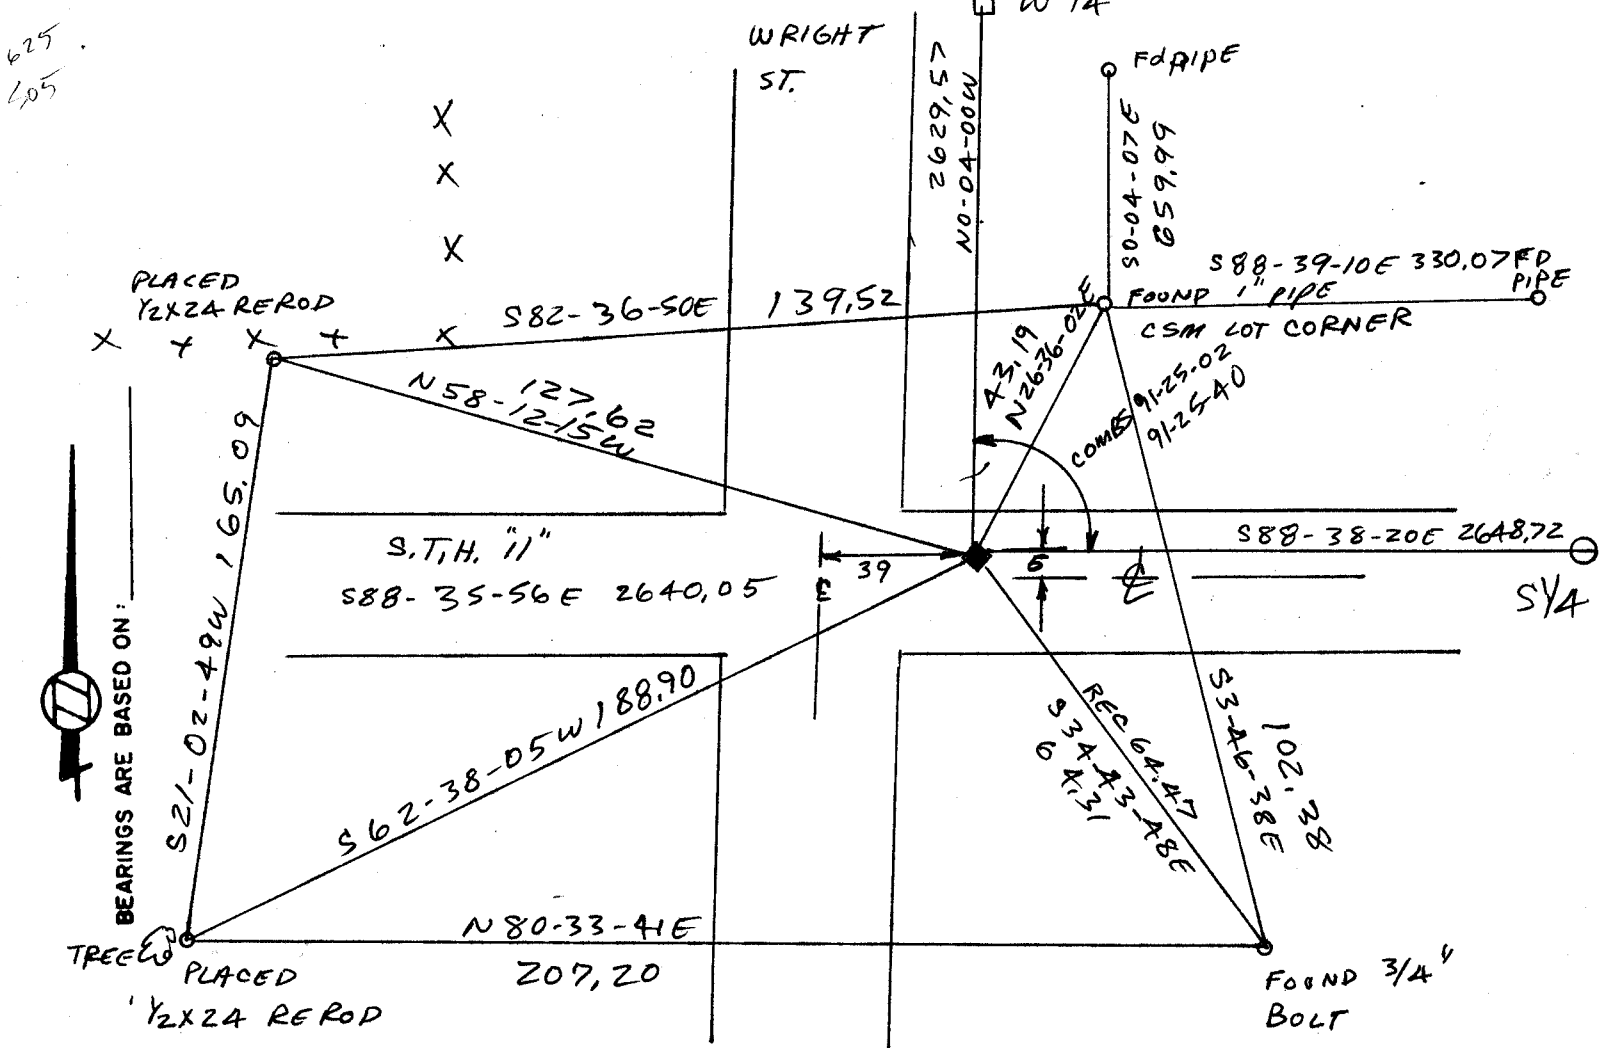 625
605
WRIGHT
ST.
W 1/4
2629,57
N0-04-00W
Fd PIPE
S0-04-07E
659,99
S88-39-10E 330,07 FD
PIPE
FOUND 1" PIPE
CSM LOT CORNER
PLACED
1/2X24 REROD
X
X
X
X X X X X
S82-36-50E 139,52
43,19
N26-36-02E
COMBS 91-25-02
91-25-40
127,62
N58-12-15W
S21-02-49W 165.09
S.T.H. "11"
S88-35-56E 2640,05
39
6
S88-38-20E 2648,72
S1/4
BEARINGS ARE BASED ON:
S62-38-05W 188,90
REC 64.47
S34-43-48E
64,31
S3-46-38E
102,38
TREE
N80-33-41E
207,20
PLACED
1/2X24 REROD
FOUND 3/4"
BOLT